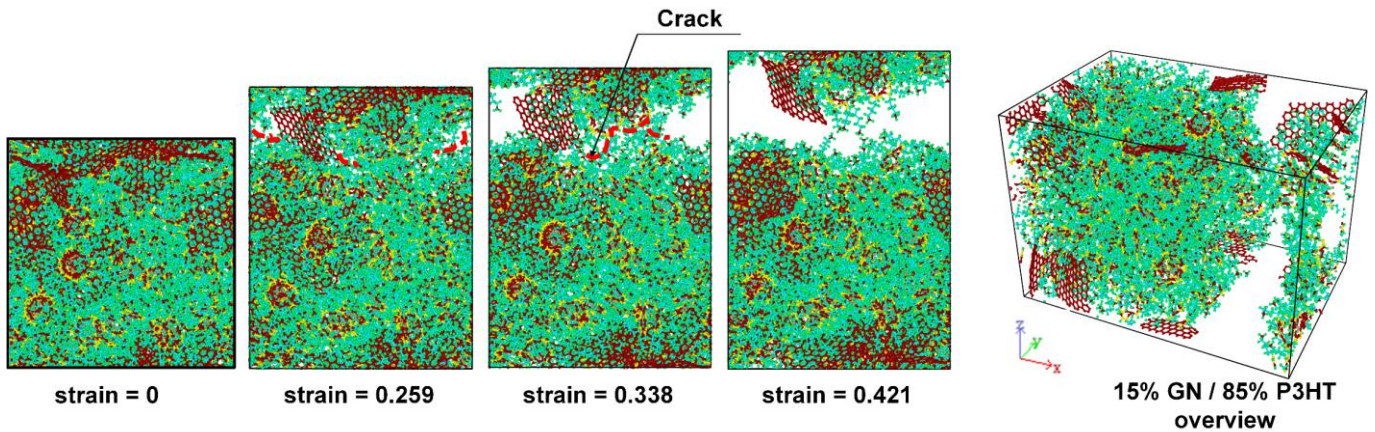 Crack
strain = 0
strain = 0.259
strain = 0.338
strain = 0.421
z
y
x
15% GN / 85% P3HT
overview